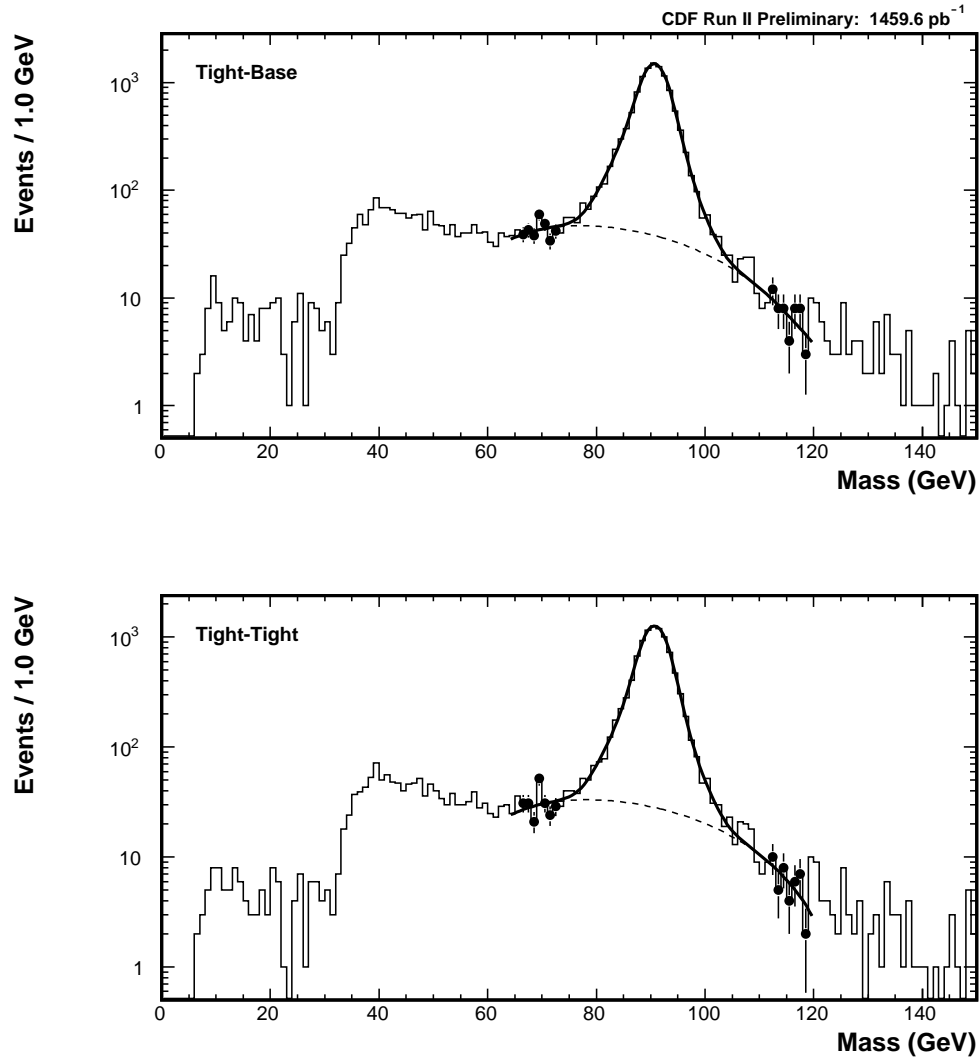 CDF Run II Preliminary: 1459.6 pb⁻¹
Events / 1.0 GeV
Tight-Base
10³
10²
10
1
0 20 40 60 80 100 120 140
Mass (GeV)
Events / 1.0 GeV
Tight-Tight
10³
10²
10
1
0 20 40 60 80 100 120 140
Mass (GeV)